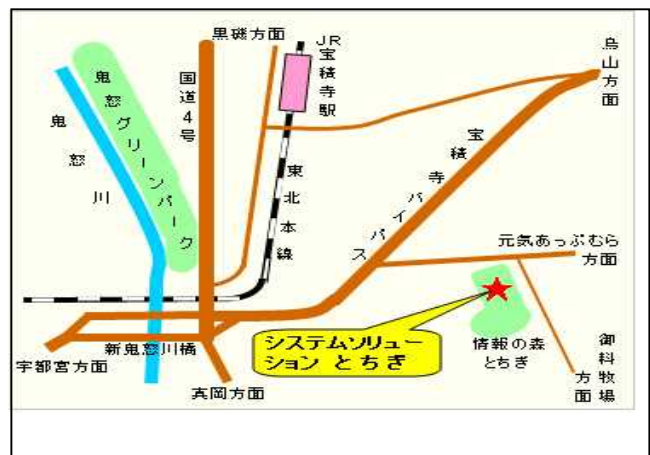 黒磯方面
JR
宝積寺駅
烏山方面
国道4号
鬼怒グリーンパーク
鬼怒川
東北本線
宝積寺バイパス
元気あっぷむら
方面
システムソリュー
ション とちぎ
情報の森
とちぎ
御料牧場
方面
新鬼怒川橋
宇都宮方面
真岡方面